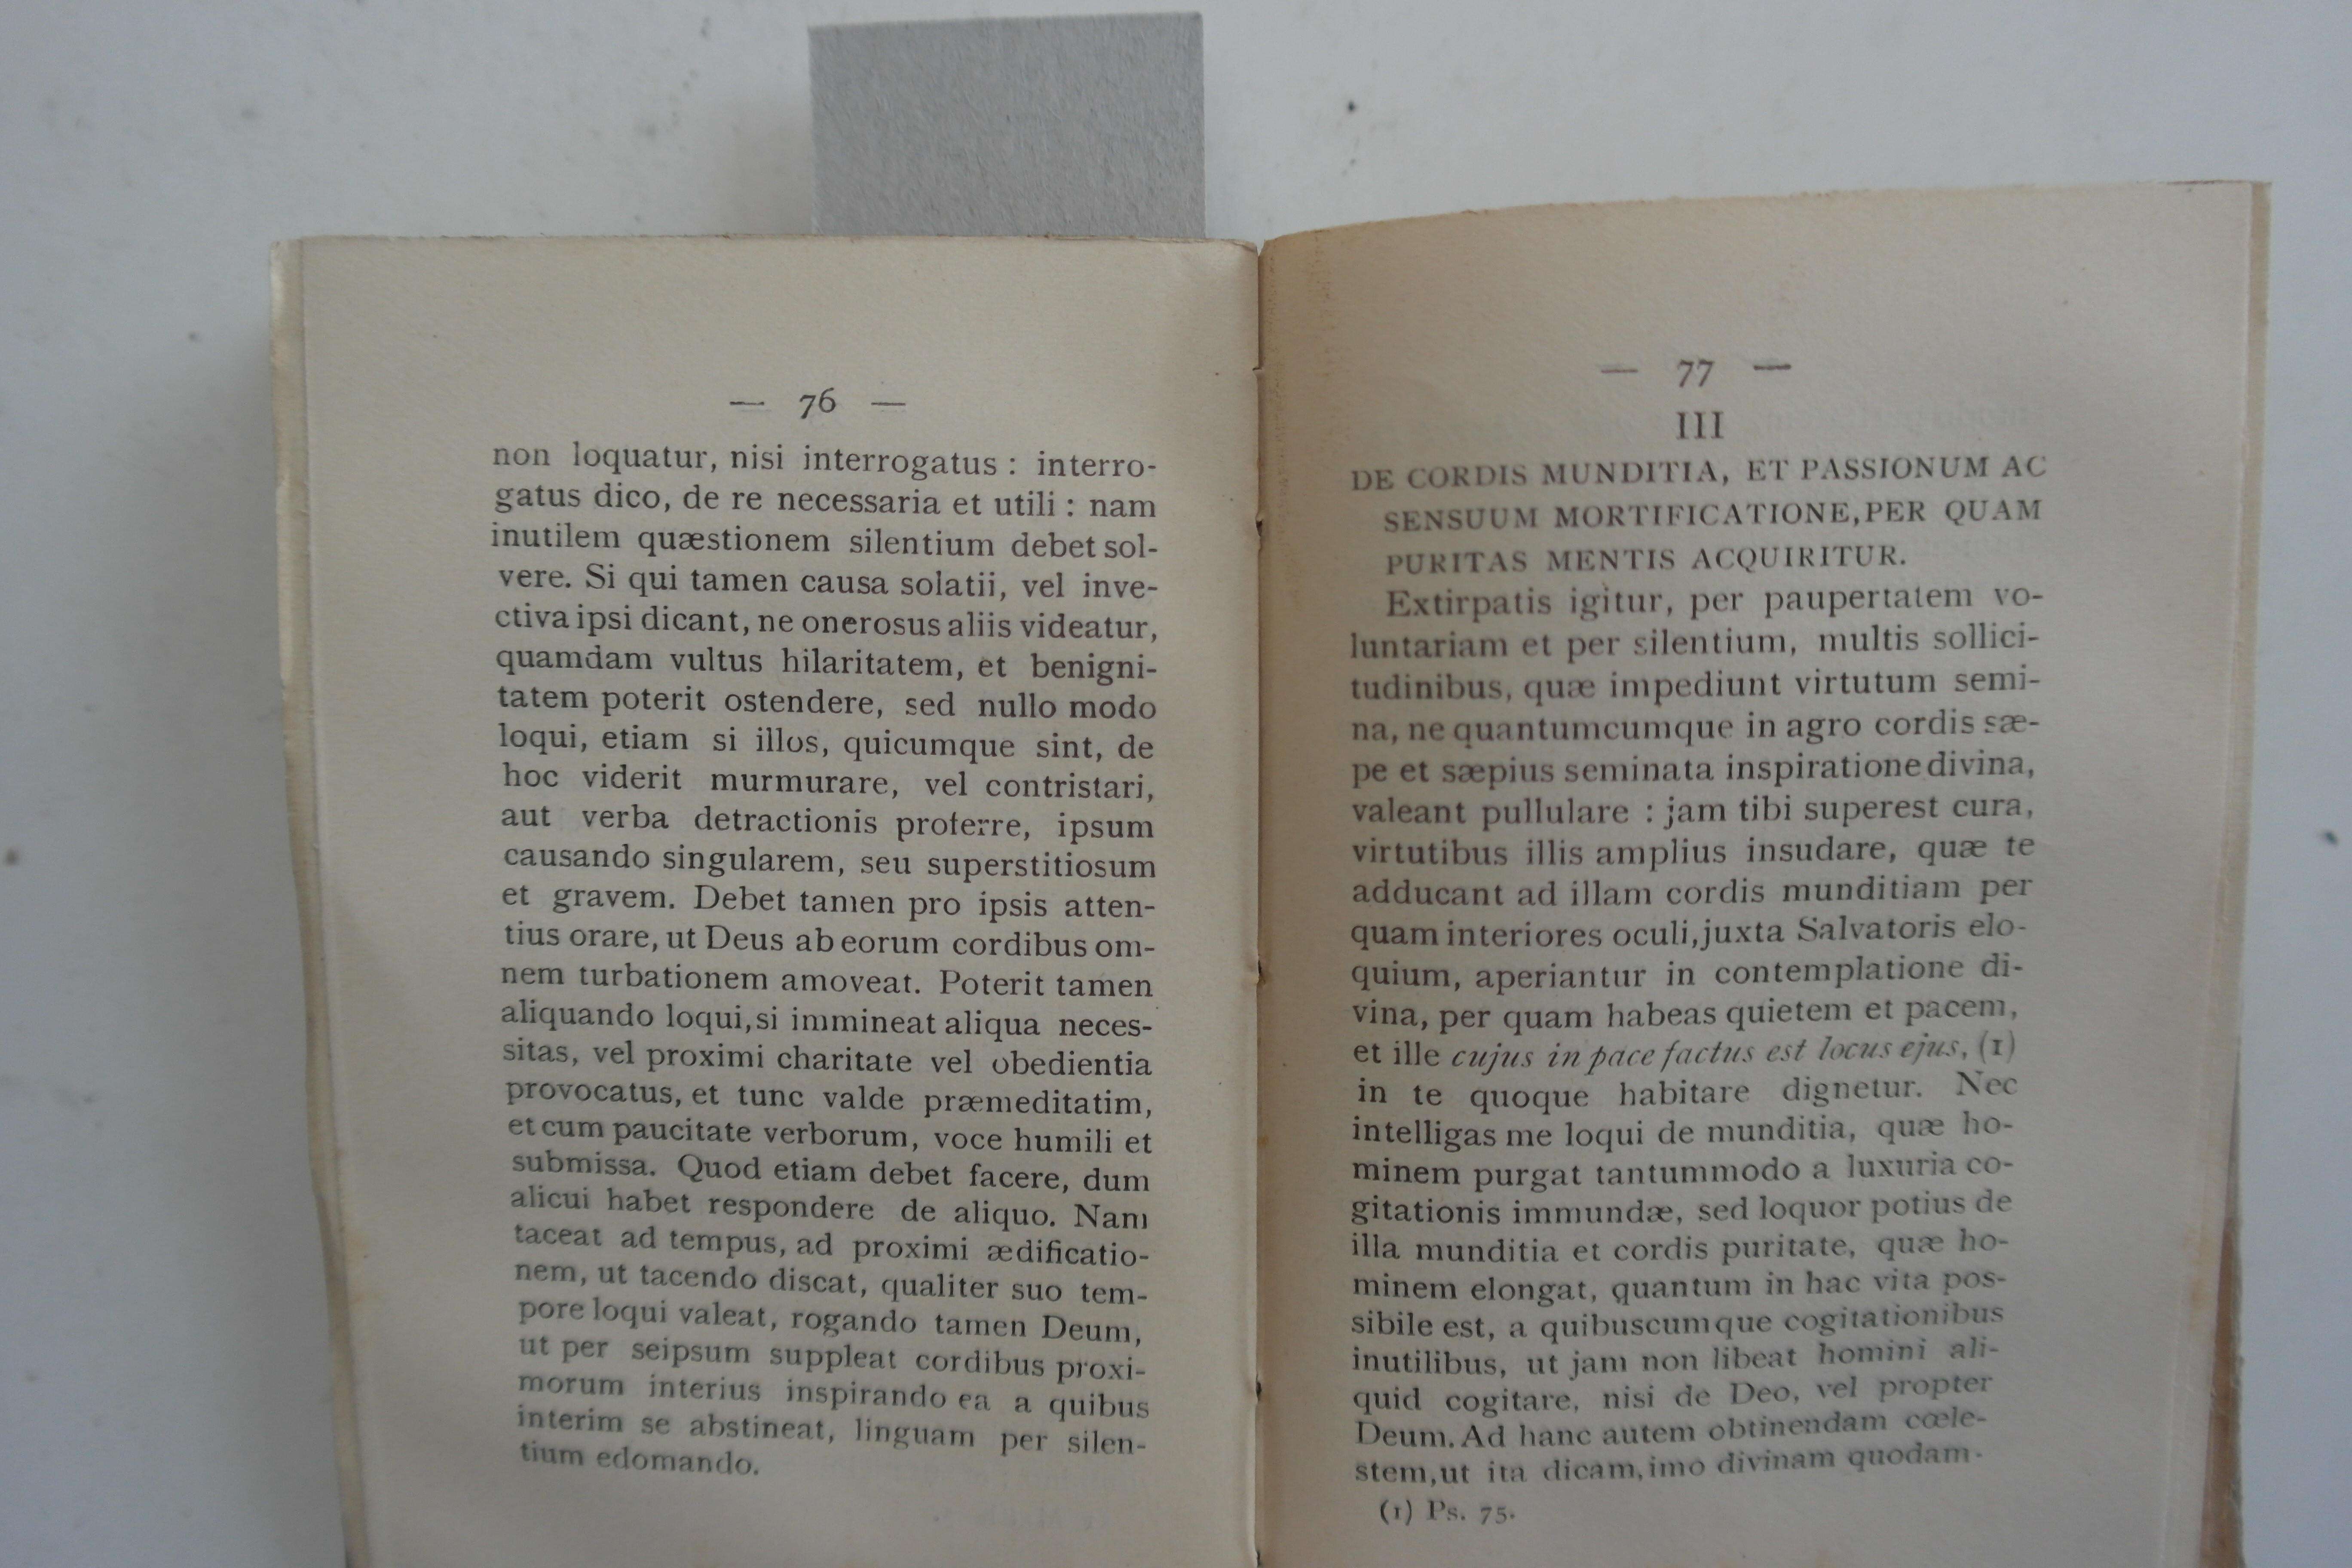 — 76 —
non loquatur, nisi interrogatus : interro-
gatus dico, de re necessaria et utili : nam
inutilem quæstionem silentium debet sol-
vere. Si qui tamen causa solatii, vel inve-
ctiva ipsi dicant, ne onerosus aliis videatur,
quamdam vultus hilaritatem, et benigni-
tatem poterit ostendere, sed nullo modo
loqui, etiam si illos, quicumque sint, de
hoc viderit murmurare, vel contristari,
aut verba detractionis proferre, ipsum
causando singularem, seu superstitiosum
et gravem. Debet tamen pro ipsis atten-
tius orare, ut Deus ab eorum cordibus om-
nem turbationem amoveat. Poterit tamen
aliquando loqui, si immineat aliqua neces-
sitas, vel proximi charitate vel obedientia
provocatus, et tunc valde præmeditatim,
et cum paucitate verborum, voce humili et
submissa. Quod etiam debet facere, dum
alicui habet respondere de aliquo. Nam
taceat ad tempus, ad proximi ædificatio-
nem, ut tacendo discat, qualiter suo tem-
pore loqui valeat, rogando tamen Deum,
ut per seipsum suppleat cordibus proxi-
morum interius inspirando ea a quibus
interim se abstineat, linguam per silen-
tium edomando.
— 77 —
III
DE CORDIS MUNDITIA, ET PASSIONUM AC
SENSUUM MORTIFICATIONE, PER QUAM
PURITAS MENTIS ACQUIRITUR.
Extirpatis igitur, per paupertatem vo-
luntariam et per silentium, multis sollici-
tudinibus, quæ impediunt virtutum semi-
na, ne quantumcumque in agro cordis sæ-
pe et sæpius seminata inspiratione divina,
valeant pullulare : jam tibi superest cura,
virtutibus illis amplius insudare, quæ te
adducant ad illam cordis munditiam per
quam interiores oculi, juxta Salvatoris elo-
quium, aperiantur in contemplatione di-
vina, per quam habeas quietem et pacem,
et ille cujus in pace factus est locus ejus, (1)
in te quoque habitare dignetur. Nec
intelligas me loqui de munditia, quæ ho-
minem purgat tantummodo a luxuria co-
gitationis immundæ, sed loquor potius de
illa munditia et cordis puritate, quæ ho-
minem elongat, quantum in hac vita pos-
sibile est, a quibuscumque cogitationibus
inutilibus, ut jam non libeat homini ali-
quid cogitare, nisi de Deo, vel propter
Deum. Ad hanc autem obtinendam cœle-
stem, ut ita dicam, imo divinam quodam-
(1) Ps. 75.